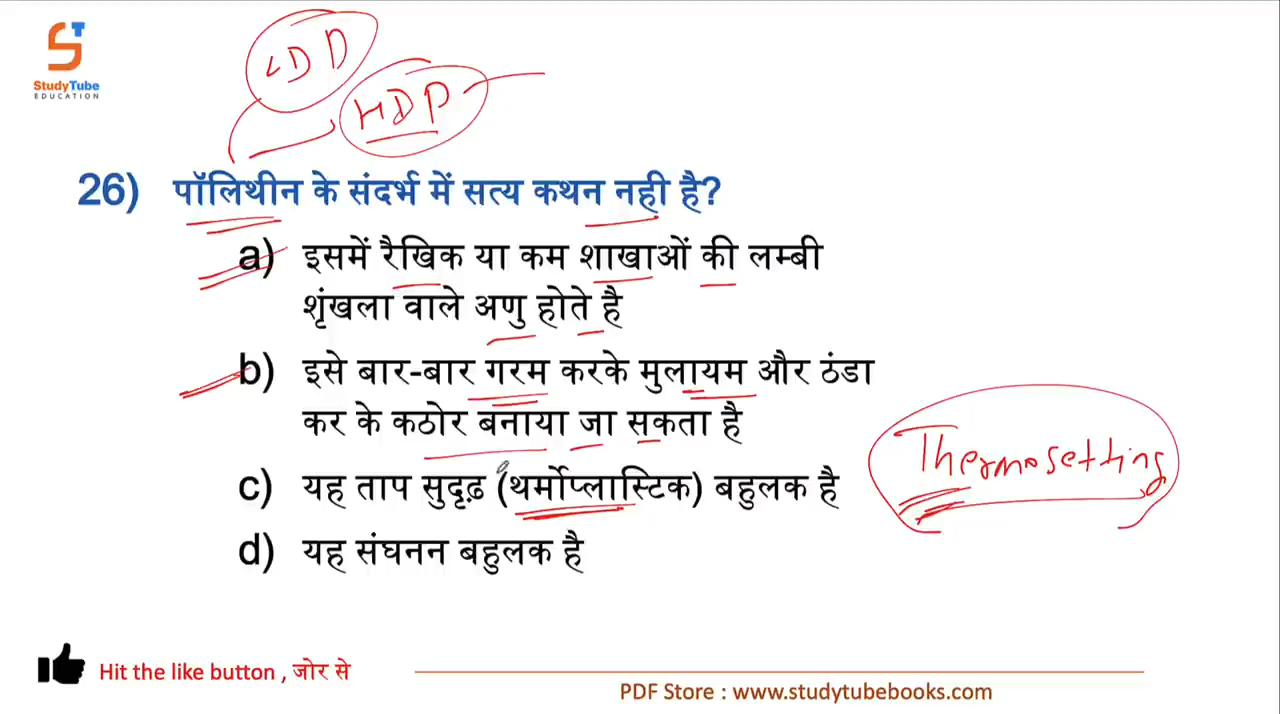 LDD
HDP
StudyTube
EDUCATION
26) पॉलिथीन के संदर्भ में सत्य कथन नही है?
a) इसमें रैखिक या कम शाखाओं की लम्बी
शृंखला वाले अणु होते है
b) इसे बार-बार गरम करके मुलायम और ठंडा
कर के कठोर बनाया जा सकता है
Thermosetting
c) यह ताप सुदृढ़ (थर्मोप्लास्टिक) बहुलक है
d) यह संघनन बहुलक है
Hit the like button , जोर से
PDF Store : www.studytubebooks.com